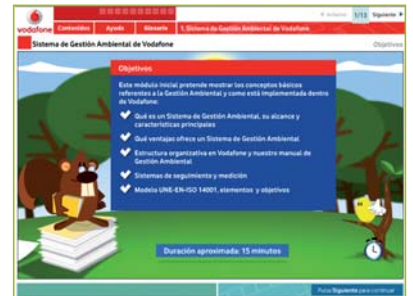 Anterior 1/13 Siguiente
vodafone Contenidos Ayuda Glosario 1. Sistema de Gestión Ambiental de Vodafone
Sistema de Gestión Ambiental de Vodafone Objetivos
Objetivos
Este módulo inicial pretende mostrar los conceptos básicos
referentes a la Gestión Ambiental y como está implementada dentro
de Vodafone:
Qué es un Sistema de Gestión Ambiental, su alcance y
características principales
Qué ventajas ofrece un Sistema de Gestión Ambiental
Estructura organizativa en Vodafone y nuestro manual de
Gestión Ambiental
Sistemas de seguimiento y medición
Modelo UNE-EN-ISO 14001, elementos y objetivos
Duración aproximada: 15 minutos
Pulsa Siguiente para continuar